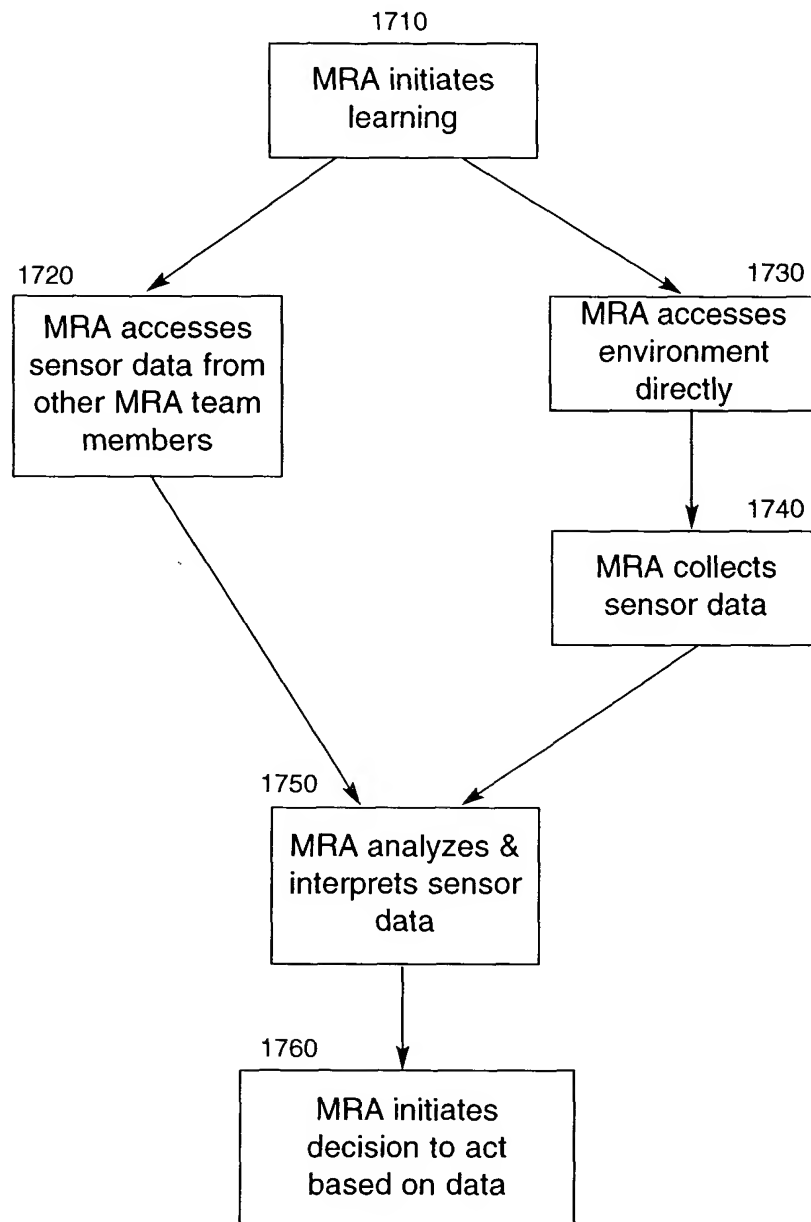 1710
MRA initiates
learning
1720
MRA accesses
sensor data from
other MRA team
members
1730
MRA accesses
environment
directly
1740
MRA collects
sensor data
1750
MRA analyzes &
interprets sensor
data
1760
MRA initiates
decision to act
based on data